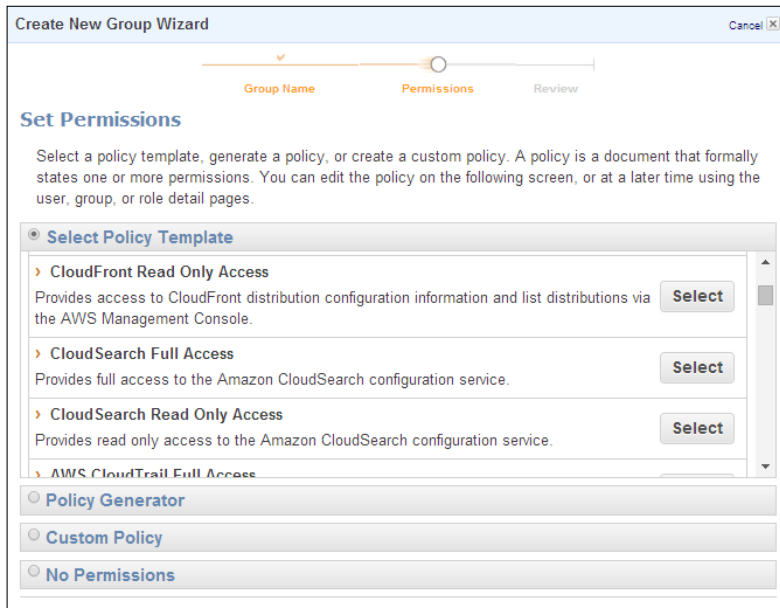 Create New Group Wizard
Cancel
Group Name
Permissions
Review
Set Permissions
Select a policy template, generate a policy, or create a custom policy. A policy is a document that formally
states one or more permissions. You can edit the policy on the following screen, or at a later time using the
user, group, or role detail pages.
Select Policy Template
CloudFront Read Only Access
Provides access to CloudFront distribution configuration information and list distributions via
the AWS Management Console.
Select
CloudSearch Full Access
Provides full access to the Amazon CloudSearch configuration service.
Select
CloudSearch Read Only Access
Provides read only access to the Amazon CloudSearch configuration service.
Select
AWS CloudTrail Full Access
Policy Generator
Custom Policy
No Permissions